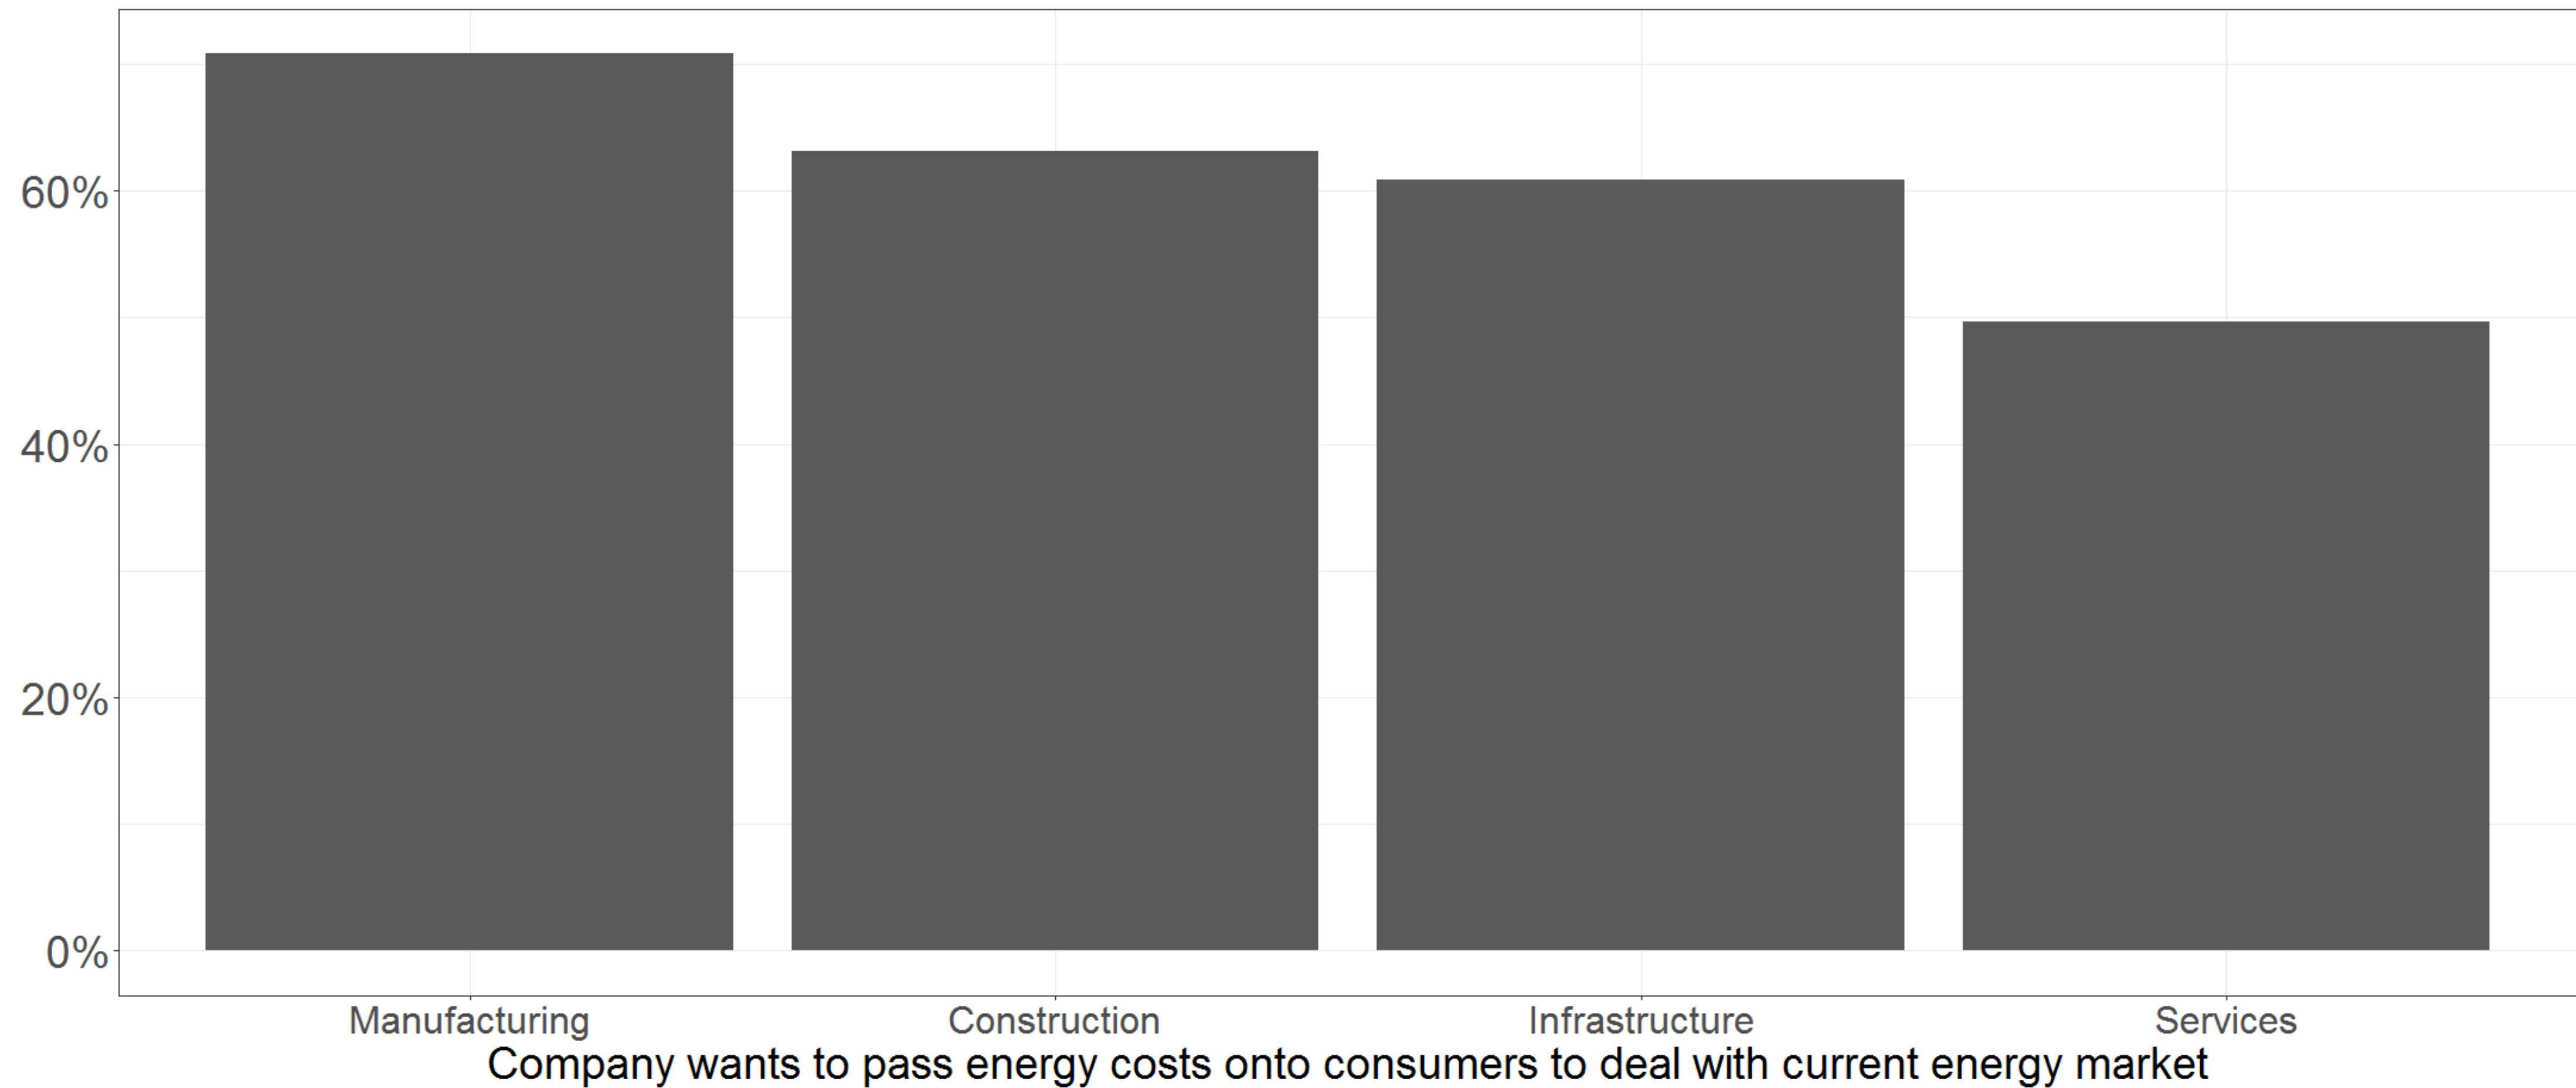 60%
40%
20%
0%
Manufacturing Construction Infrastructure Services
Company wants to pass energy costs onto consumers to deal with current energy market